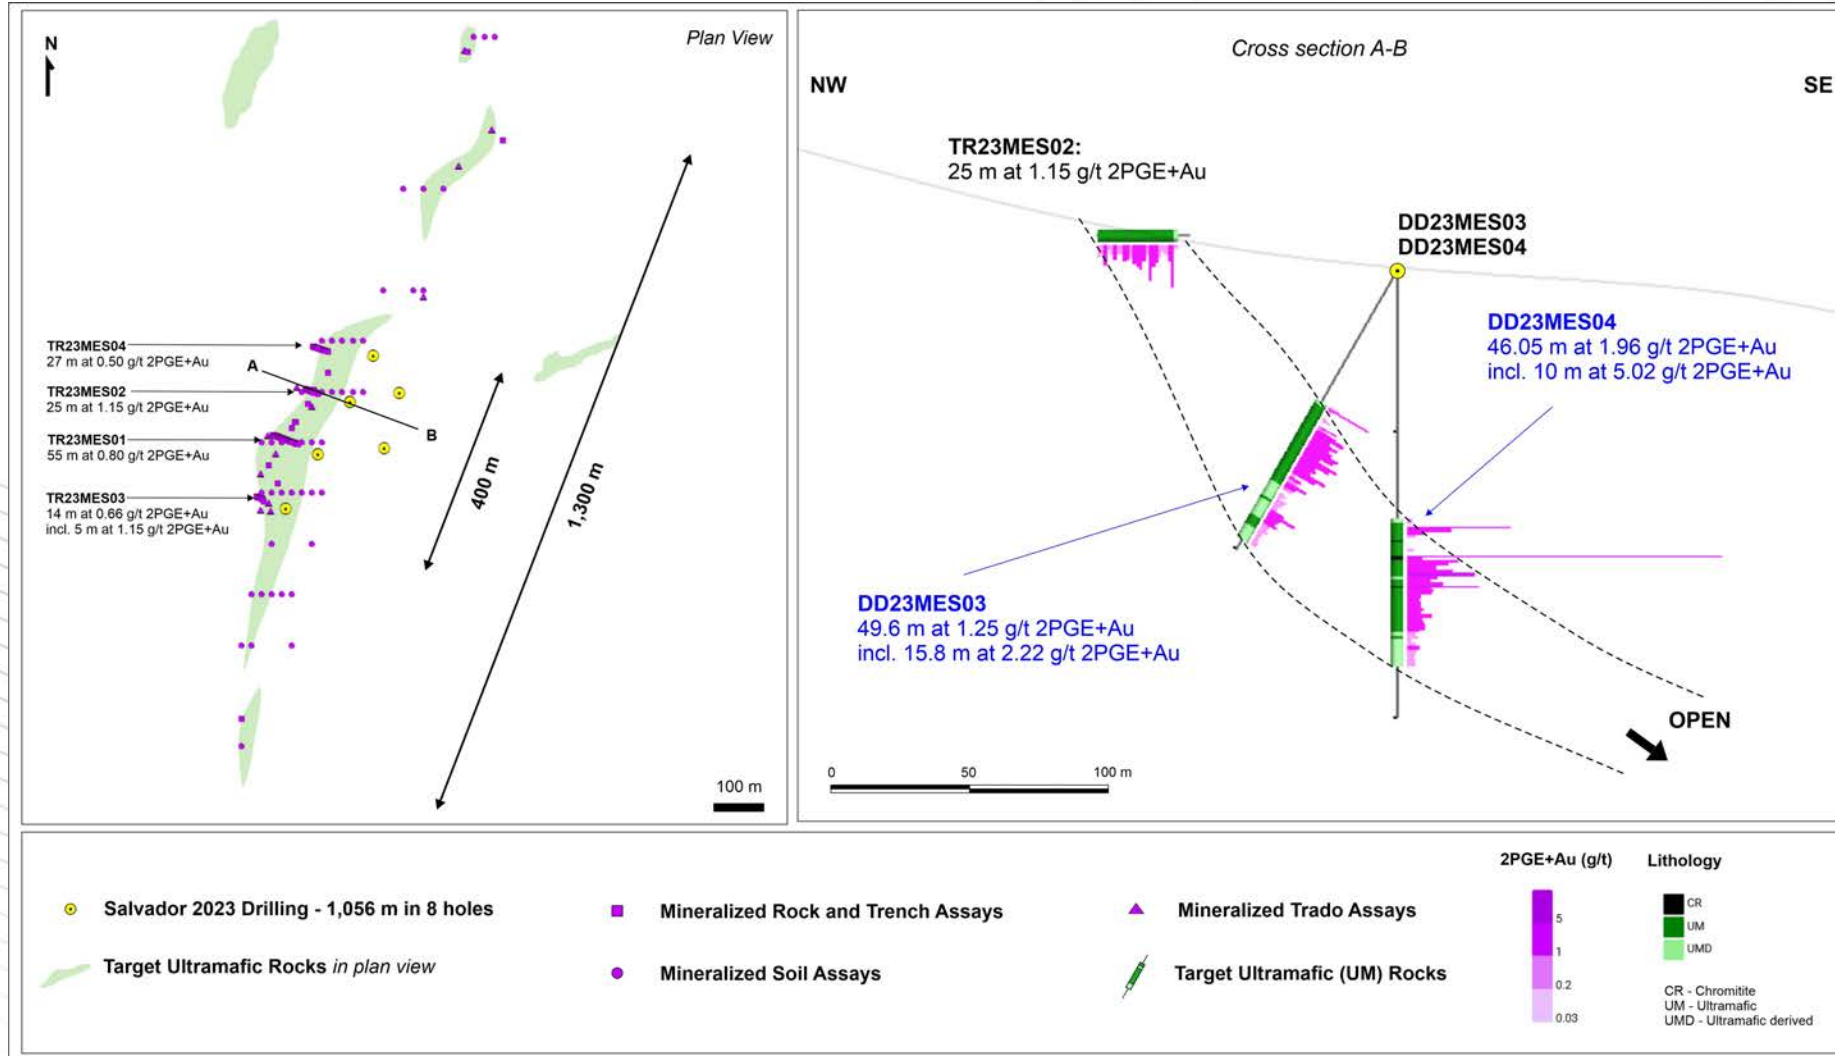 N
Plan View
TR23MES04
27 m at 0.50 g/t 2PGE+Au
A
TR23MES02
25 m at 1.15 g/t 2PGE+Au
B
TR23MES01
55 m at 0.80 g/t 2PGE+Au
TR23MES03
14 m at 0.66 g/t 2PGE+Au
incl. 5 m at 1.15 g/t 2PGE+Au
400 m
1,300 m
100 m
Cross section A-B
NW
SE
TR23MES02:
25 m at 1.15 g/t 2PGE+Au
DD23MES03
DD23MES04
DD23MES04
46.05 m at 1.96 g/t 2PGE+Au
incl. 10 m at 5.02 g/t 2PGE+Au
DD23MES03
49.6 m at 1.25 g/t 2PGE+Au
incl. 15.8 m at 2.22 g/t 2PGE+Au
OPEN
0 50 100 m
Salvador 2023 Drilling - 1,056 m in 8 holes
Target Ultramafic Rocks in plan view
Mineralized Rock and Trench Assays
Mineralized Soil Assays
Mineralized Trado Assays
Target Ultramafic (UM) Rocks
2PGE+Au (g/t)
5
1
0.2
0.03
Lithology
CR
UM
UMD
CR - Chromitite
UM - Ultramafic
UMD - Ultramafic derived